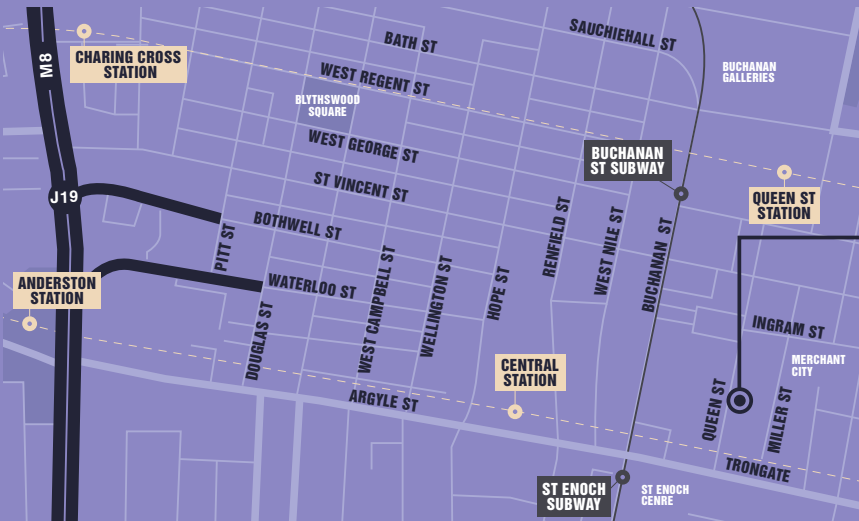 M8
CHARING CROSS
STATION
BATH ST
SAUCHIEHALL ST
WEST REGENT ST
BUCHANAN
GALLERIES
BLYTHSWOOD
SQUARE
WEST GEORGE ST
BUCHANAN
ST SUBWAY
ST VINCENT ST
J19
QUEEN ST
STATION
BOTHWELL ST
PITT ST
RENFIELD ST
WEST NILE ST
BUCHANAN ST
ANDERSTON
STATION
WATERLOO ST
WEST CAMPBELL ST
WELLINGTON ST
HOPE ST
DOUGLAS ST
INGRAM ST
MERCHANT
CITY
CENTRAL
STATION
ARGYLE ST
QUEEN ST
MILLER ST
TRONGATE
ST ENOCH
SUBWAY
ST ENOCH
CENRE